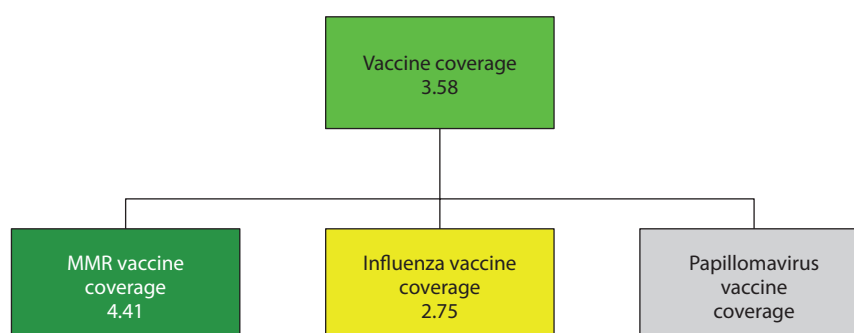 Vaccine coverage
3.58
MMR vaccine
coverage
4.41
Influenza vaccine
coverage
2.75
Papillomavirus
vaccine
coverage